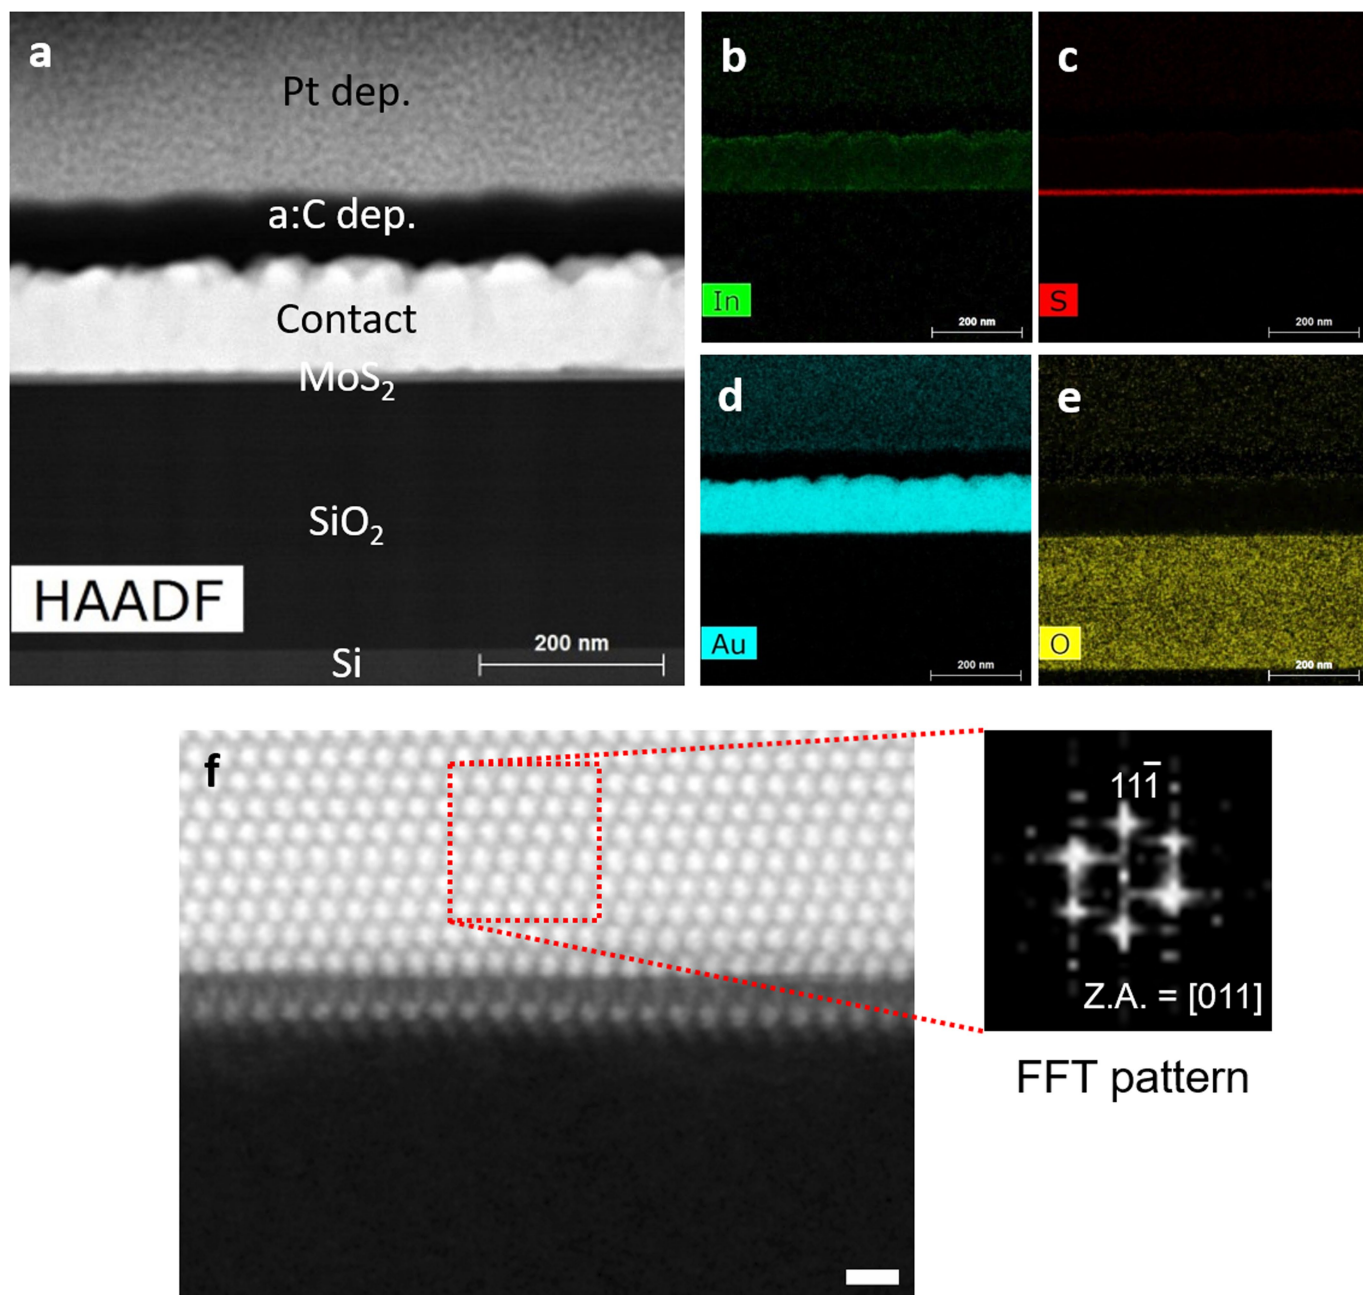 a
Pt dep.
a:C dep.
Contact
MoS₂
SiO₂
HAADF
200 nm
Si
b
In
200 nm
c
S
200 nm
d
Au
200 nm
e
O
200 nm
f
111̅
Z.A. = [011]
FFT pattern